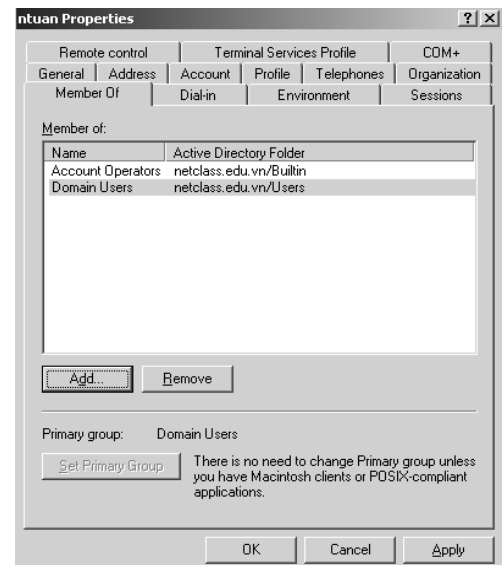 ntuan Properties
Remote control Terminal Services Profile COM+
General Address Account Profile Telephones Organization
Member Of Dial-in Environment Sessions
Member of:
Name Active Directory Folder
Account Operators netclass.edu.vn/Builtin
Domain Users netclass.edu.vn/Users
Add... Remove
Primary group: Domain Users
Set Primary Group
There is no need to change Primary group unless
you have Macintosh clients or POSIX-compliant
applications.
OK Cancel Apply